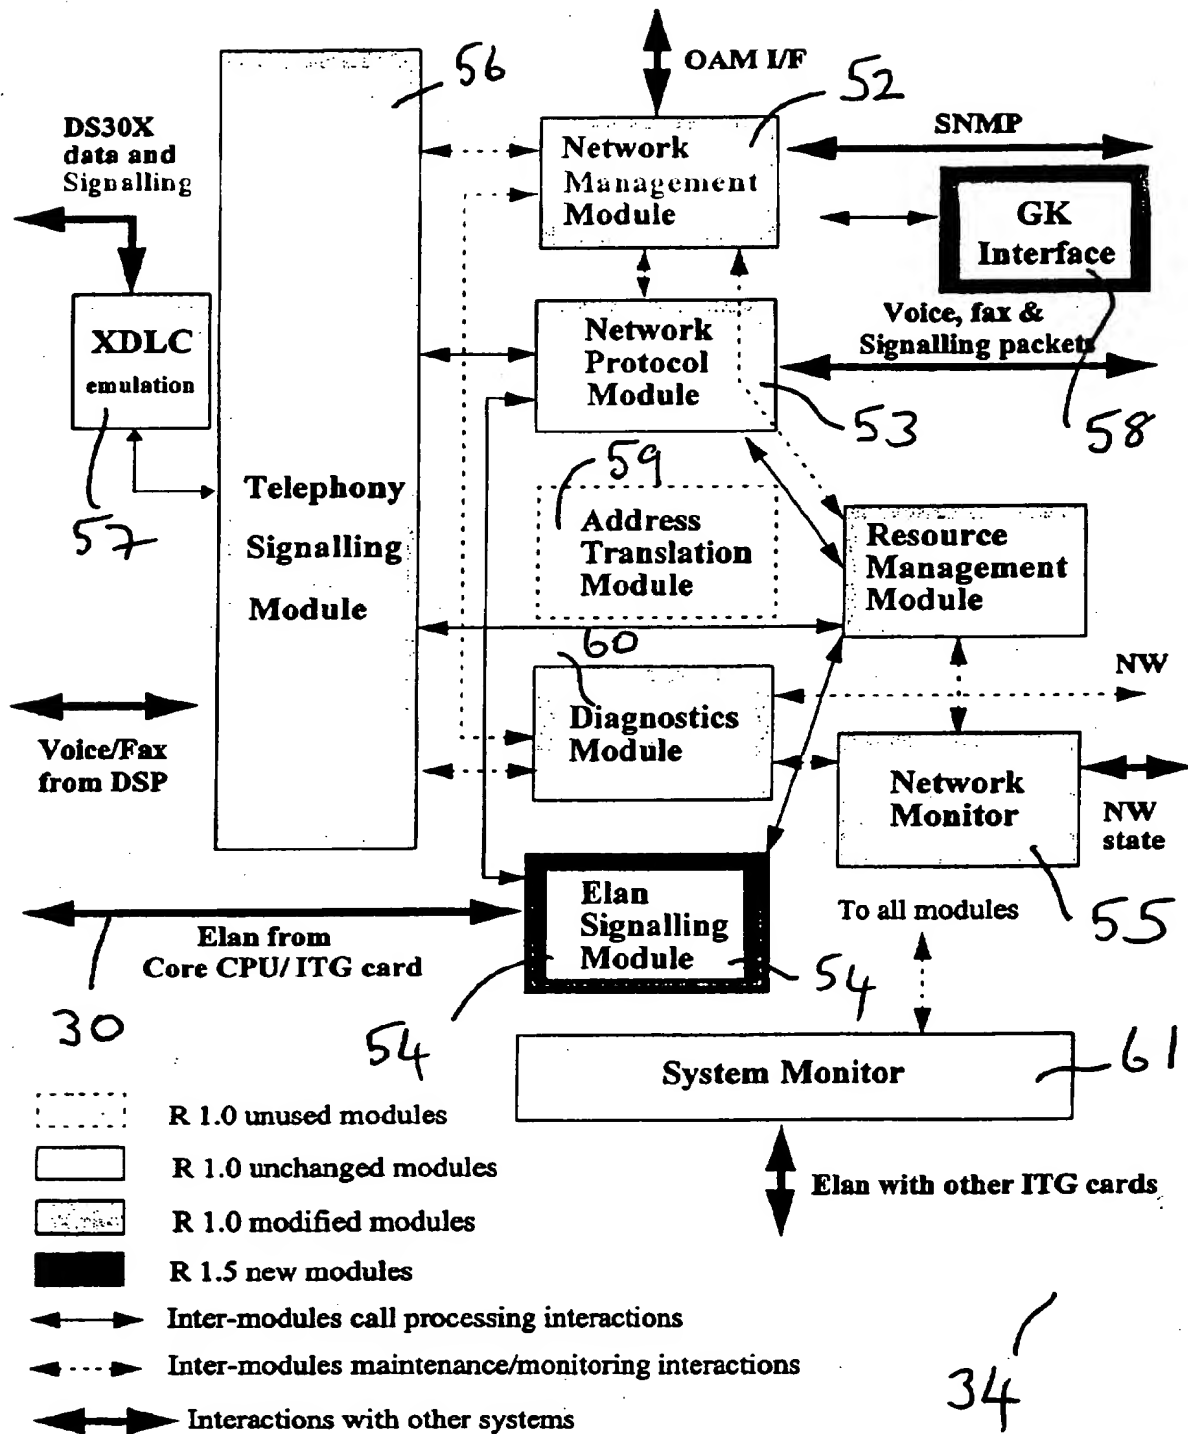 OAM I/F
56
52
DS30X
data and
Signalling
SNMP
Network
Management
Module
GK
Interface
XDLC
emulation
Network
Protocol
Module
Voice, fax &
Signalling packets
53
58
57
59
Telephony
Signalling
Module
Address
Translation
Module
Resource
Management
Module
60
NW
Diagnostics
Module
Voice/Fax
from DSP
Network
Monitor
NW
state
55
Elan
Signalling
Module
To all modules
Elan from
Core CPU/ ITG card
54
54
30
System Monitor
61
Elan with other ITG cards
R 1.0 unused modules
R 1.0 unchanged modules
R 1.0 modified modules
R 1.5 new modules
Inter-modules call processing interactions
Inter-modules maintenance/monitoring interactions
Interactions with other systems
34